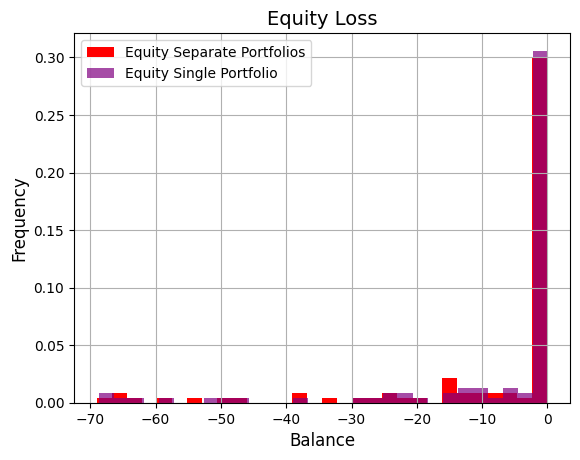 Equity Loss
Equity Separate Portfolios
Equity Single Portfolio
0.30
0.25
0.20
0.15
0.10
0.05
0.00
Frequency
−70 −60 −50 −40 −30 −20 −10 0
Balance